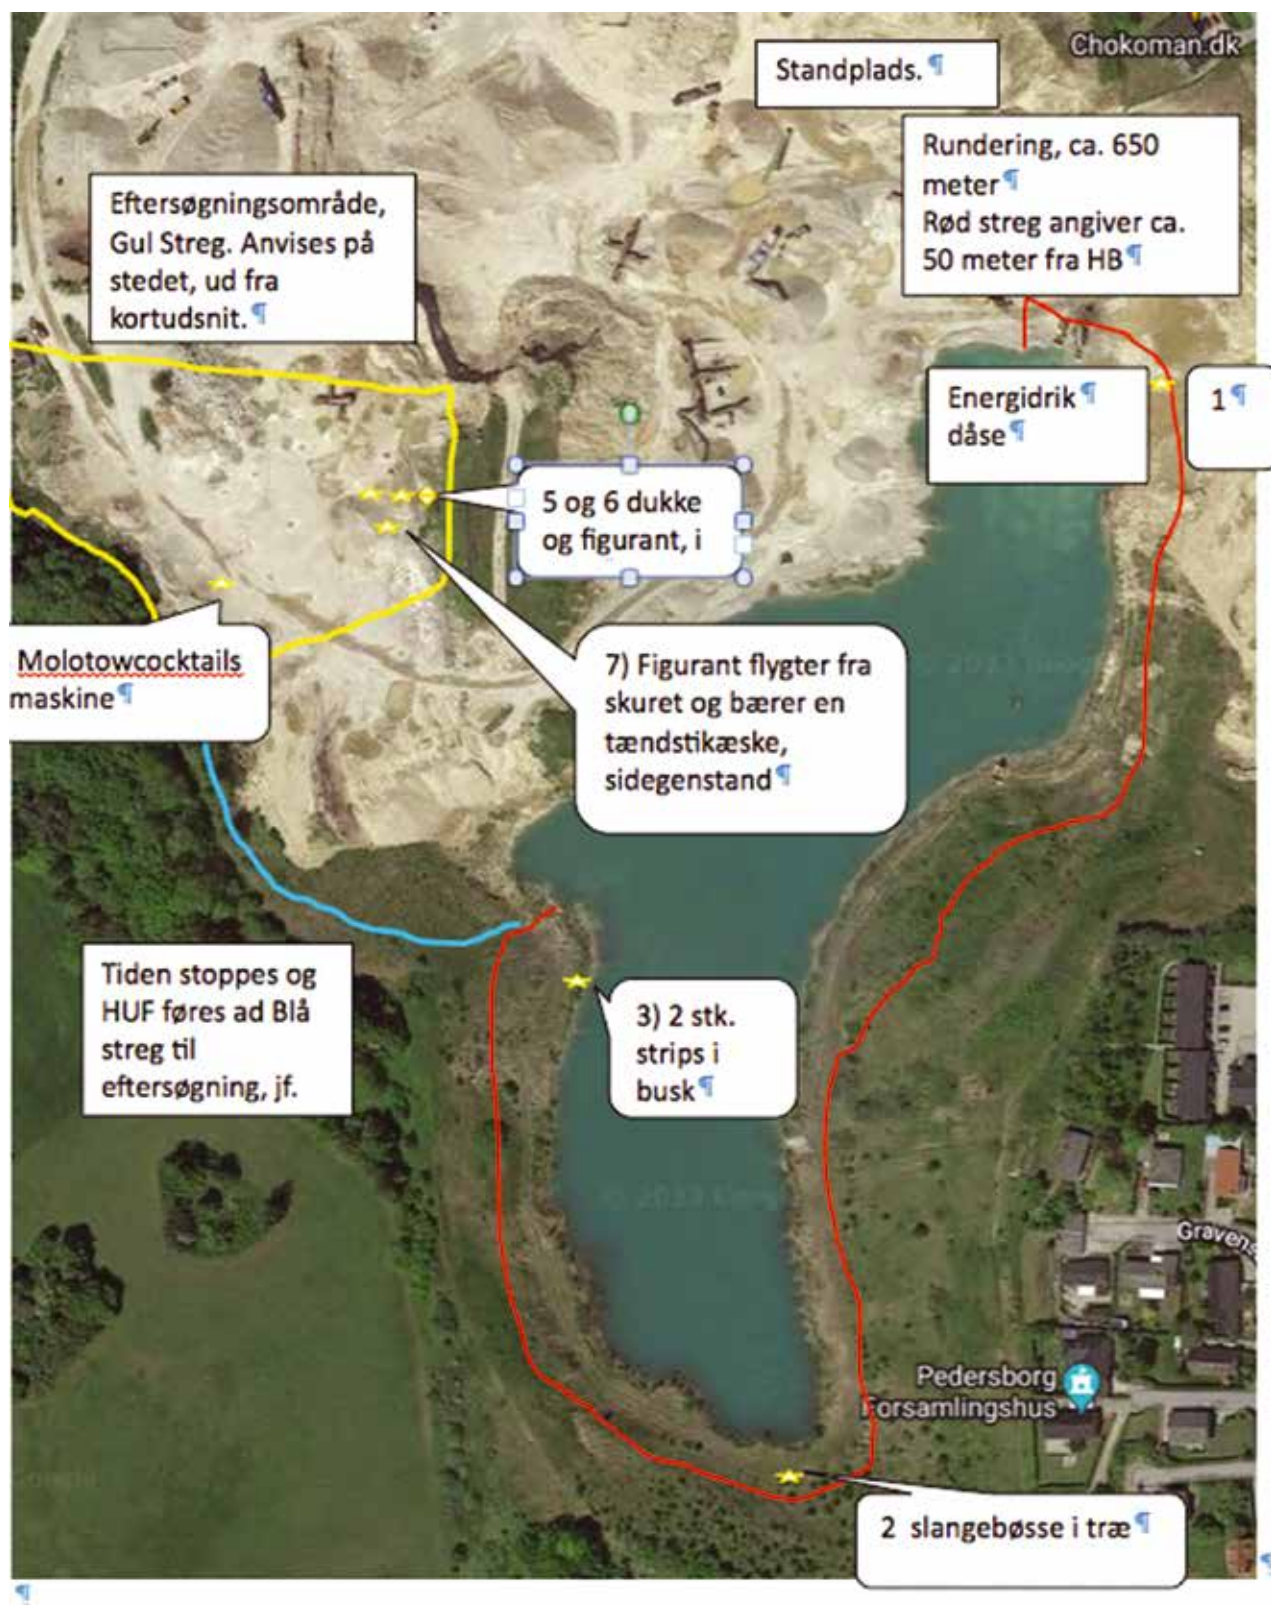 Chokoman.dk
Standplads. ¶
Rundering, ca. 650
meter¶
Rød streg angiver ca.
50 meter fra HB¶
Eftersøgningsområde,
Gul Streg. Anvises på
stedet, ud fra
kortudsnit.¶
Energidrik¶
dåse¶
1¶
5 og 6 dukke
og figurant, i
Molotowcocktails
maskine¶
7) Figurant flygter fra
skuret og bærer en
tændstikæske,
sidegenstand¶
Tiden stoppes og
HUF føres ad Blå
streg til
eftersøgning, jf.
3) 2 stk.
strips i
busk¶
Gravens
Pedersborg
Forsamlingshus
2 slangebøsse i træ¶
¶
¶